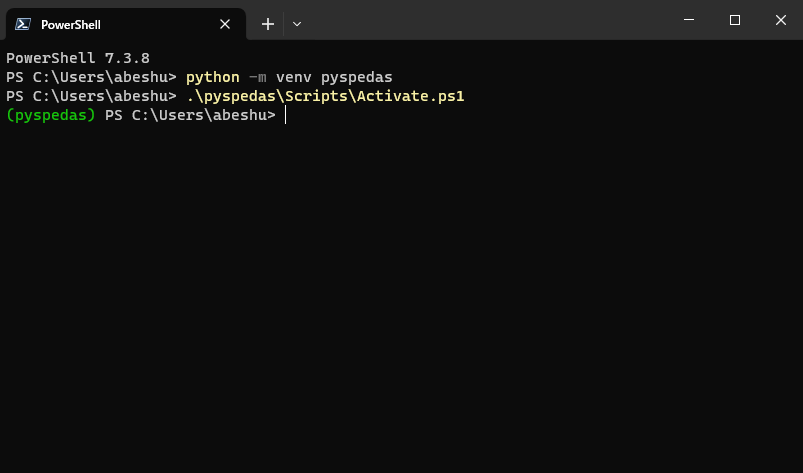 PowerShell
PowerShell 7.3.8
PS C:\Users\abeshu> python -m venv pyspedas
PS C:\Users\abeshu> .\pyspedas\Scripts\Activate.ps1
(pyspedas) PS C:\Users\abeshu>